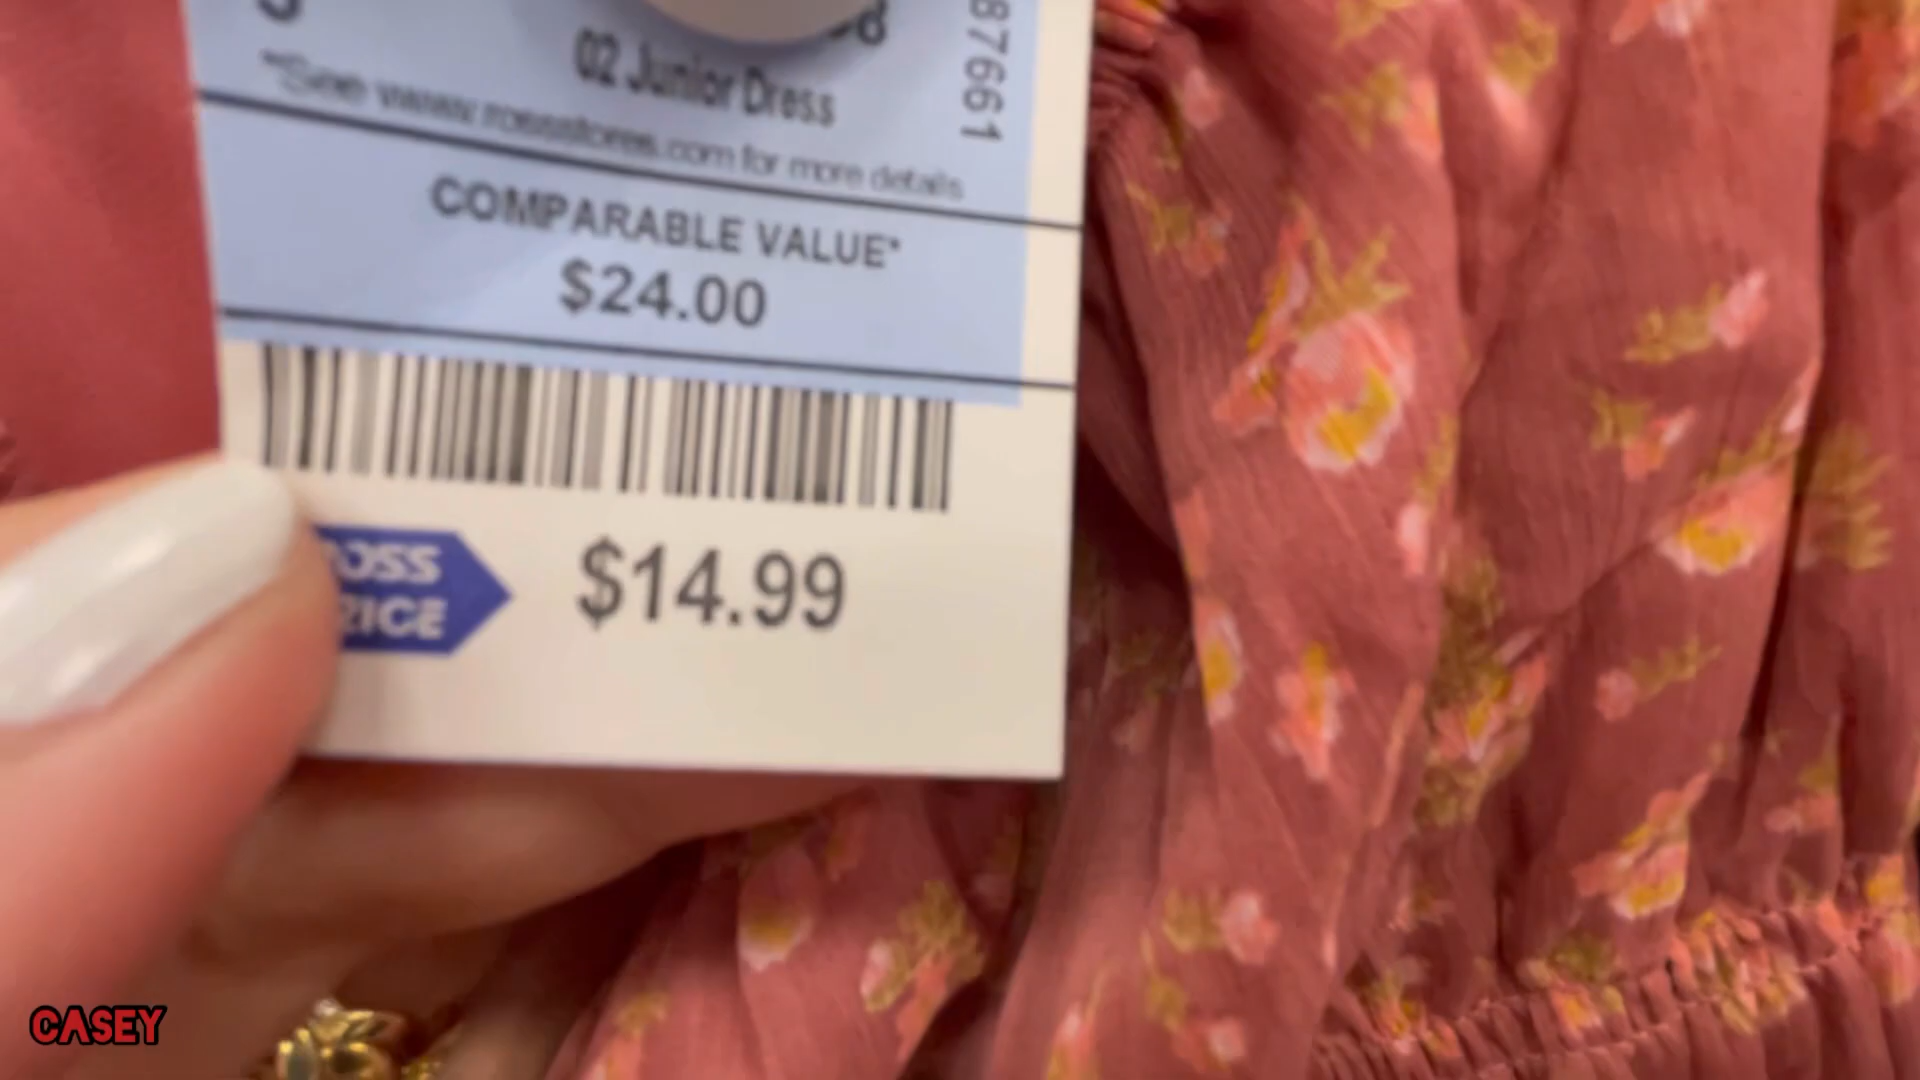 02 Junior Dress
*See www.rossstores.com for more details
87661
COMPARABLE VALUE*
$24.00
$14.99
CASEY